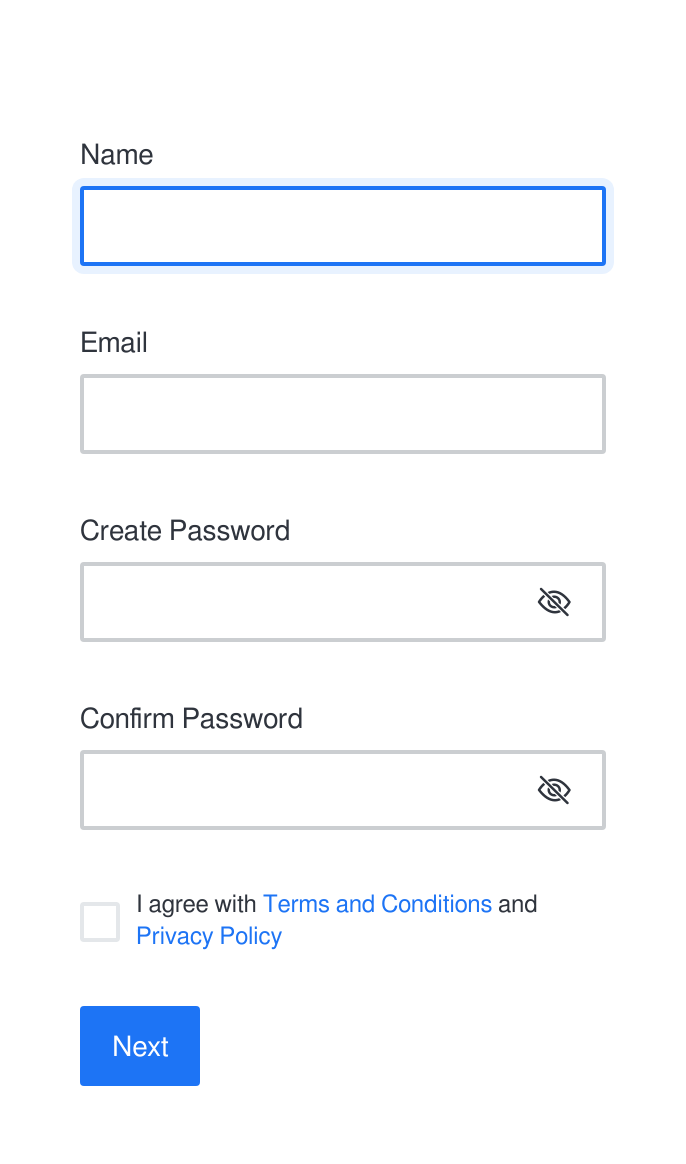 Name
Email
Create Password
Confirm Password
I agree with Terms and Conditions and
Privacy Policy
Next